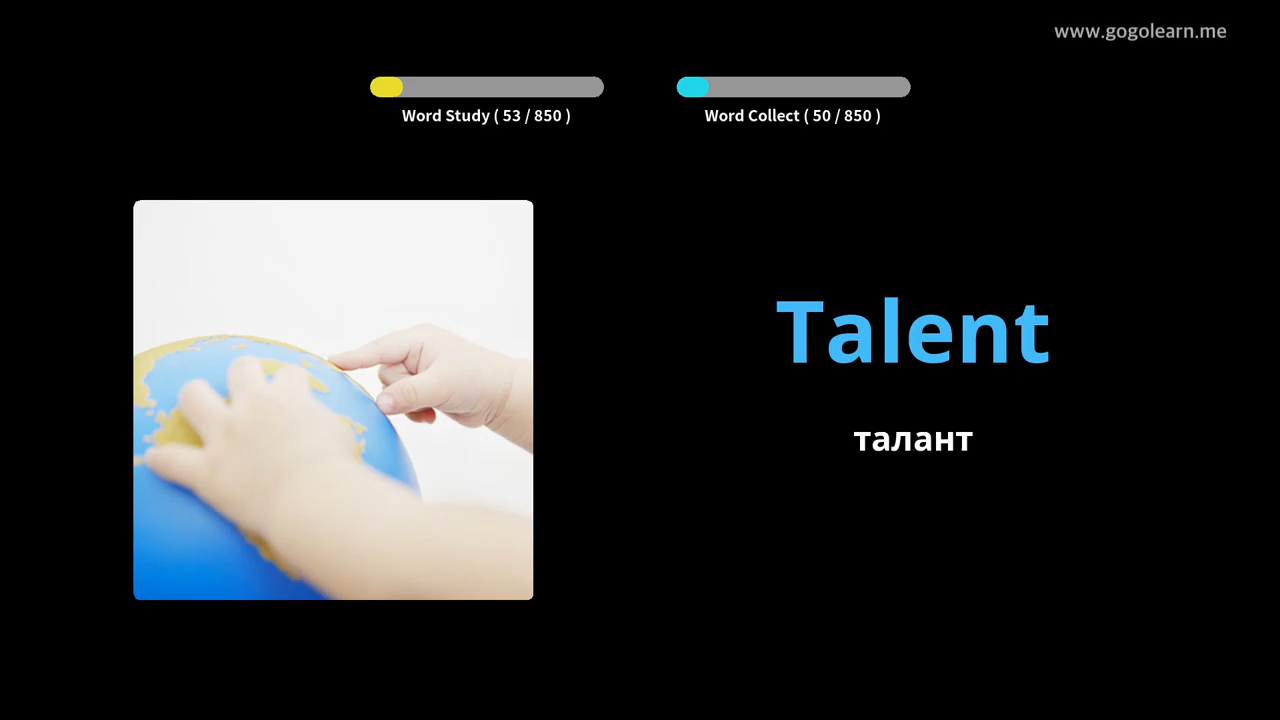 www.gogolearn.me
Word Study ( 53 / 850 )
Word Collect ( 50 / 850 )
Talent
талант